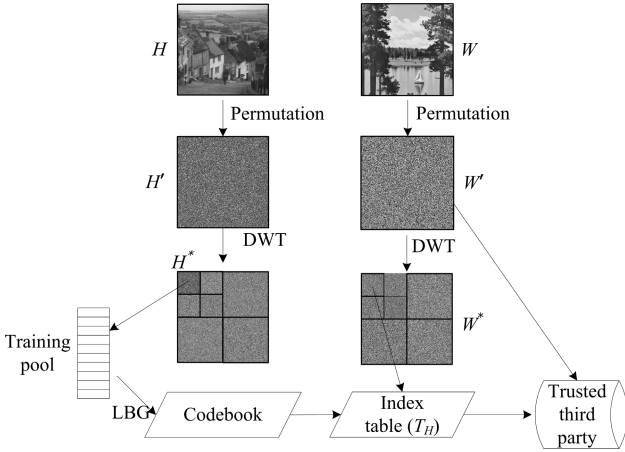 H
W
Permutation
Permutation
H′
W′
DWT
DWT
H*
W*
Training
pool
LBG
Codebook
Index
table (T_H)
Trusted
third
party